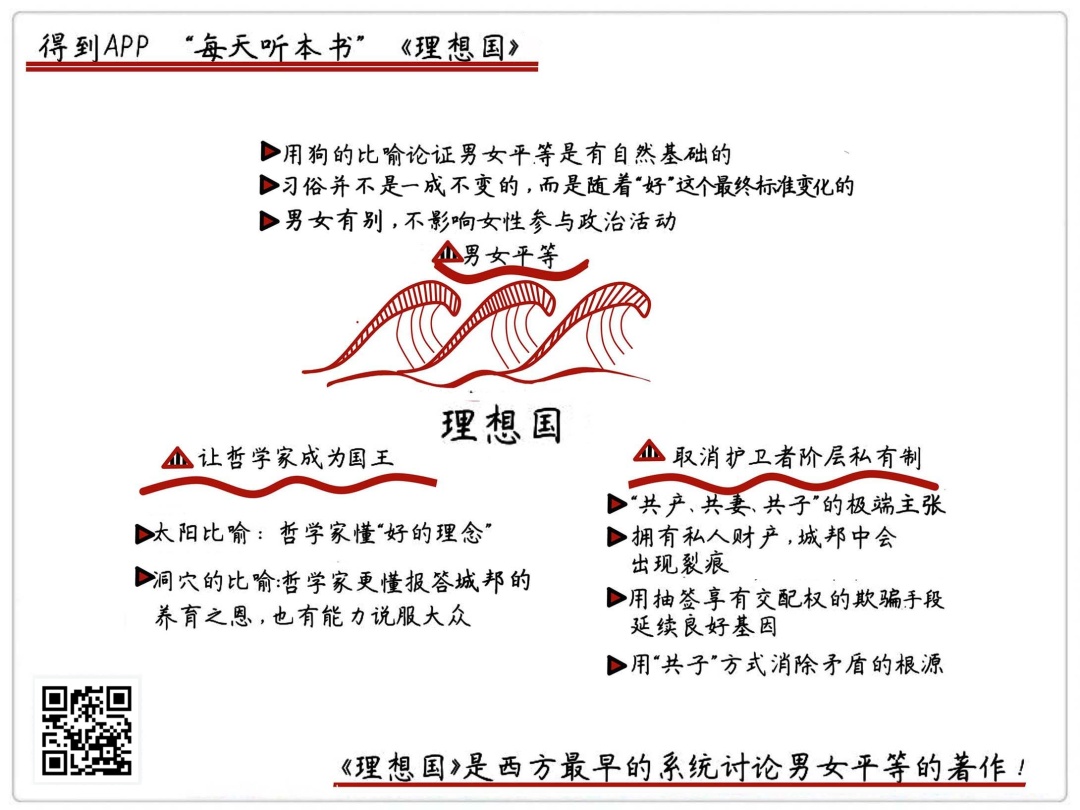 得到APP “每天听本书” 《理想国》
用狗的比喻论证男女平等是有自然基础的
习俗并不是一成不变的,而是随着“好”这个最终标准变化的
男女有别,不影响女性参与政治活动
男女平等
理想国
让哲学家成为国王
太阳比喻: 哲学家懂“好的理念”
洞穴的比喻:哲学家更懂报答城邦的
养育之恩,也有能力说服大众
取消护卫者阶层私有制
“共产、共妻、共子”的极端主张
拥有私人财产,城邦中会
出现裂痕
用抽签享有交配权的欺骗手段
延续良好基因
用“共子”方式消除矛盾的根源
《理想国》是西方最早的系统讨论男女平等的著作!